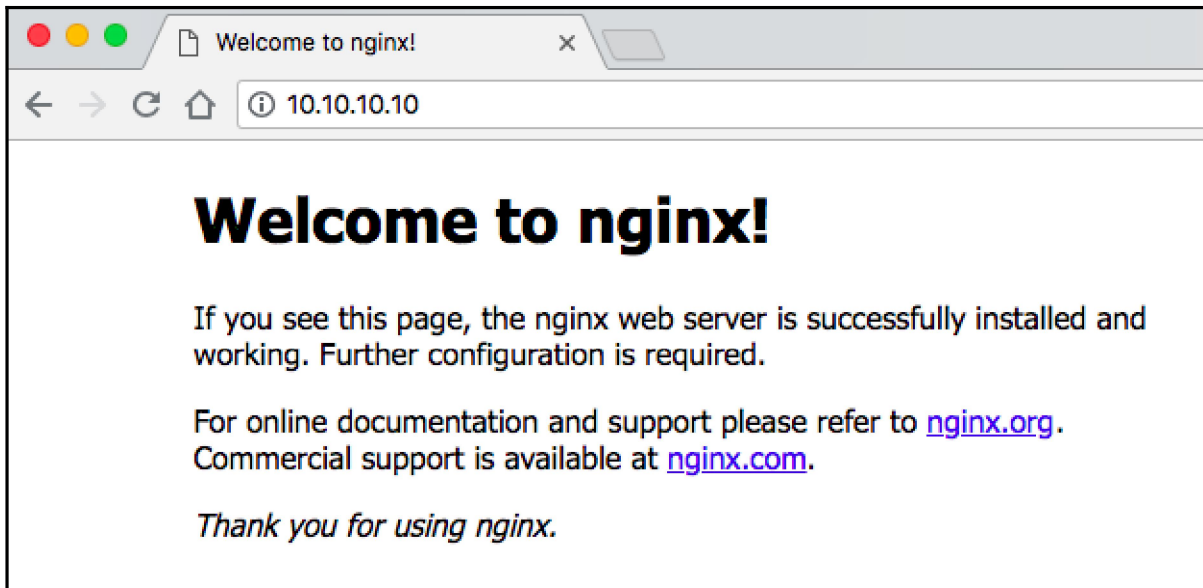 Welcome to nginx!
10.10.10.10
Welcome to nginx!
If you see this page, the nginx web server is successfully installed and
working. Further configuration is required.
For online documentation and support please refer to nginx.org.
Commercial support is available at nginx.com.
Thank you for using nginx.